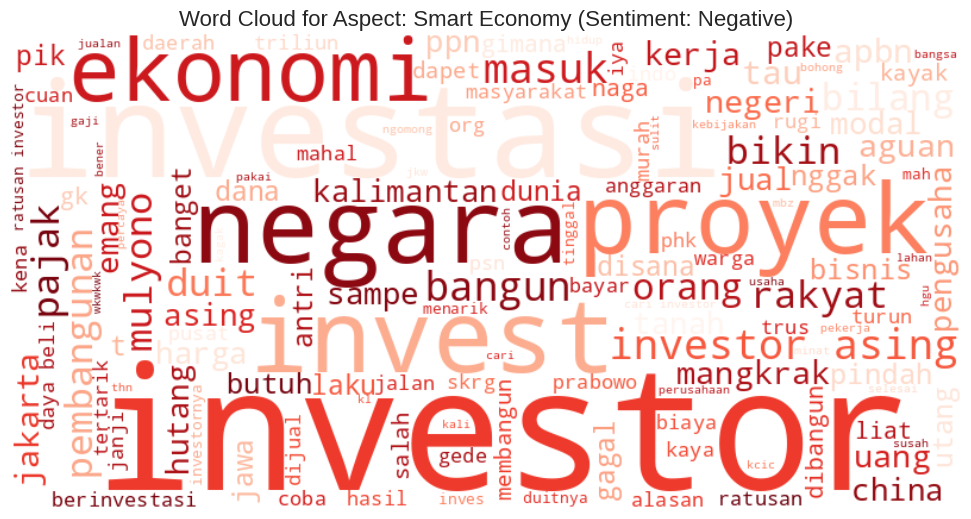 Word Cloud for Aspect: Smart Economy (Sentiment: Negative)
pik
ekonomi
jualan
daerah
triliun
ppn
gimana
hidup
iya
kerja
pake
apbn
bangsa
cuan
dapet
masuk
masyarakat
naga
pa
tau
bohong
kayak
investasi
gaji
ngomong
org
negeri
rugi
bilang
modal
kebijakan
sulit
murah
ratusan investor
kena
bener
mahal
jkw
bikin
aguan
pakai
gk
emang
banget
dana
kalimantan
dunia
anggaran
jual
nggak
mah
pajak
pembangunan
mulyono
negara
contoh
tinggal
proyek
mbz
phk
warga
pengusaha
lahan
wkwkwk
duit
psn
disana
bisnis
asing
antri
sampe
bangun
menarik
bayar
orang
rakyat
usaha
hgu
turun
t
pusat
harga
invest
cari investor
tanah
trus
pekerja
investor asing
daya beli
jakarta
tertarik
janji
thn
hutang
investornya
butuh
laku
jalan
skrg
cari
prabowo
mangkrak
minat
pindah
perusahaan
selesai
kl
investor
jawa
dijual
salah
kali
gede
membangun
gagal
biaya
kaya
dibangun
liat
susah
uang
utang
kcic
berinvestasi
coba
hasil
inves
duitnya
alasan
ratusan
china